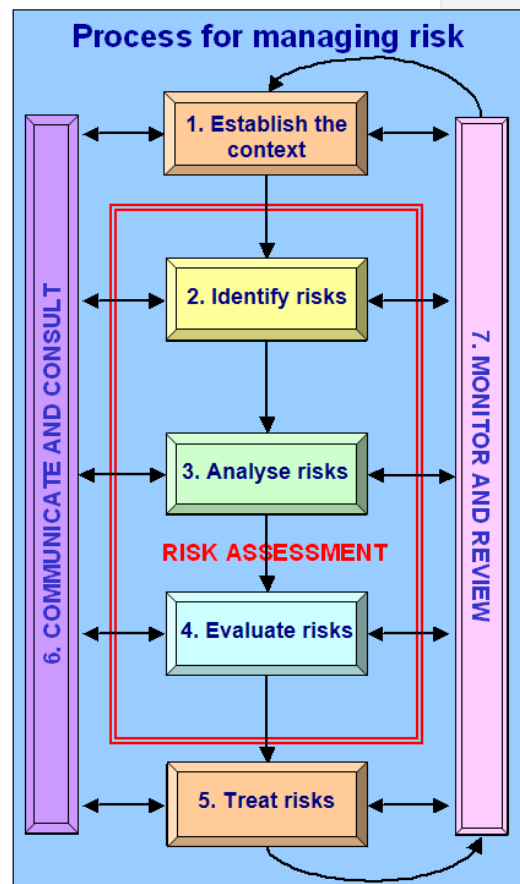 Process for managing risk
1. Establish the
context
2. Identify risks
3. Analyse risks
RISK ASSESSMENT
4. Evaluate risks
5. Treat risks
6. COMMUNICATE AND CONSULT
7. MONITOR AND REVIEW